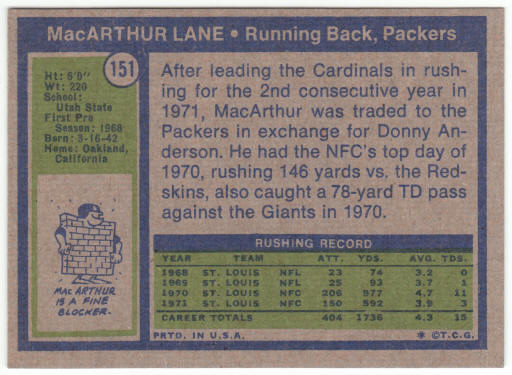 MacARTHUR LANE • Running Back, Packers
151
Ht: 6'0"
Wt: 220
School:
Utah State
First Pro
Season: 1968
Born: 3-16-42
Home: Oakland,
California
After leading the Cardinals in rush-
ing for the 2nd consecutive year in
1971, MacArthur was traded to the
Packers in exchange for Donny An-
derson. He had the NFC's top day of
1970, rushing 146 yards vs. the Red-
skins, also caught a 78-yard TD pass
against the Giants in 1970.
MACARTHUR
IS A FINE
BLOCKER.
RUSHING RECORD
YEAR TEAM ATT. YDS. AVG. TDS.
1968 ST. LOUIS NFL 23 74 3.2 0
1969 ST. LOUIS NFL 25 93 3.7 1
1970 ST. LOUIS NFC 206 977 4.7 11
1971 ST. LOUIS NFC 150 592 3.9 3
CAREER TOTALS 404 1736 4.3 15
PRTD. IN U.S.A. * ©T.C.G.